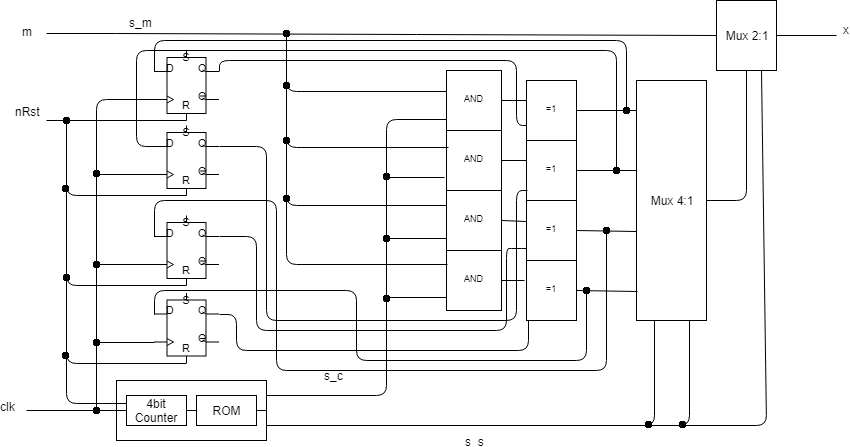 m
s_m
Mux 2:1
x
S
D
Q
Q
R
nRst
S
D
Q
Q
R
S
D
Q
Q
R
S
D
Q
Q
R
AND
AND
AND
AND
=1
=1
=1
=1
Mux 4:1
s_c
clk
4bit
Counter
ROM
s_s